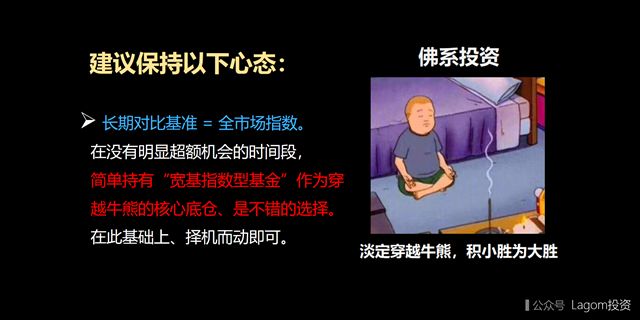 建议保持以下心态：
长期对比基准 = 全市场指数。
在没有明显超额机会的时间段，
简单持有“宽基指数型基金”作为穿
越牛熊的核心底仓、是不错的选择。
在此基础上、择机而动即可。
佛系投资
淡定穿越牛熊，积小胜为大胜
公众号 Lagom投资